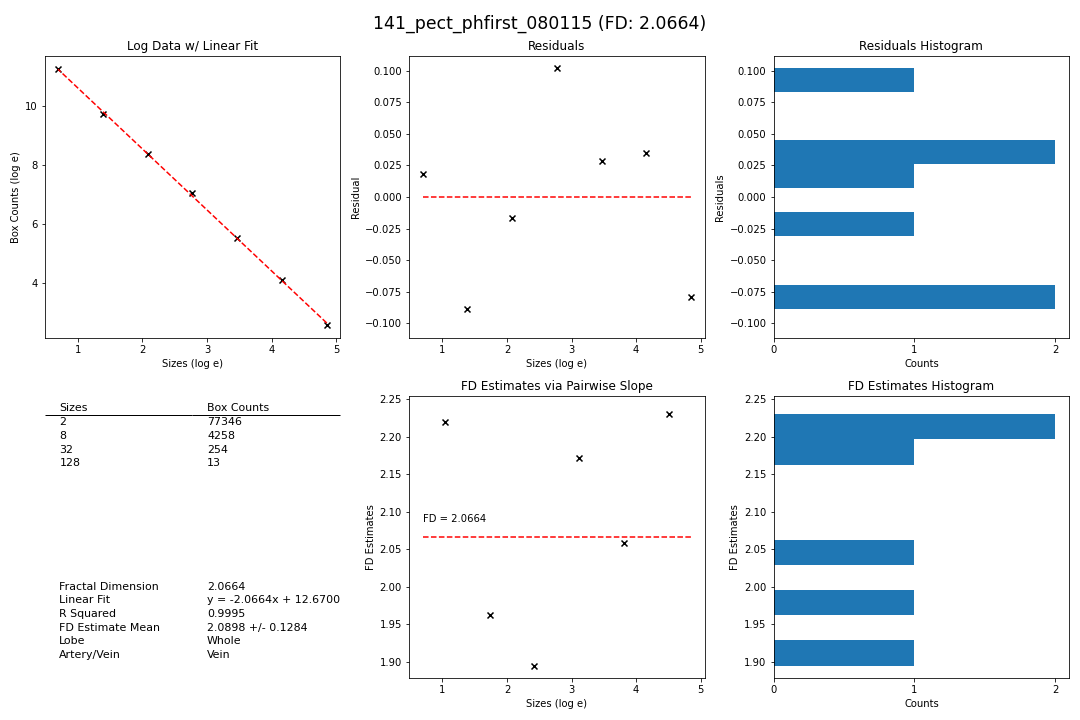 141_pect_phfirst_080115 (FD: 2.0664)
Log Data w/ Linear Fit
Box Counts (log e)
10
8
6
4
1 2 3 4 5
Sizes (log e)
Residuals
Residual
0.100
0.075
0.050
0.025
0.000
−0.025
−0.050
−0.075
−0.100
1 2 3 4 5
Sizes (log e)
Residuals Histogram
Residuals
0.100
0.075
0.050
0.025
0.000
−0.025
−0.050
−0.075
−0.100
0 1 2
Counts
Sizes Box Counts
2 77346
8 4258
32 254
128 13
Fractal Dimension 2.0664
Linear Fit y = -2.0664x + 12.6700
R Squared 0.9995
FD Estimate Mean 2.0898 +/- 0.1284
Lobe Whole
Artery/Vein Vein
FD Estimates via Pairwise Slope
FD Estimates
2.25
2.20
2.15
2.10
2.05
2.00
1.95
1.90
FD = 2.0664
1 2 3 4 5
Sizes (log e)
FD Estimates Histogram
FD Estimates
2.25
2.20
2.15
2.10
2.05
2.00
1.95
1.90
0 1 2
Counts